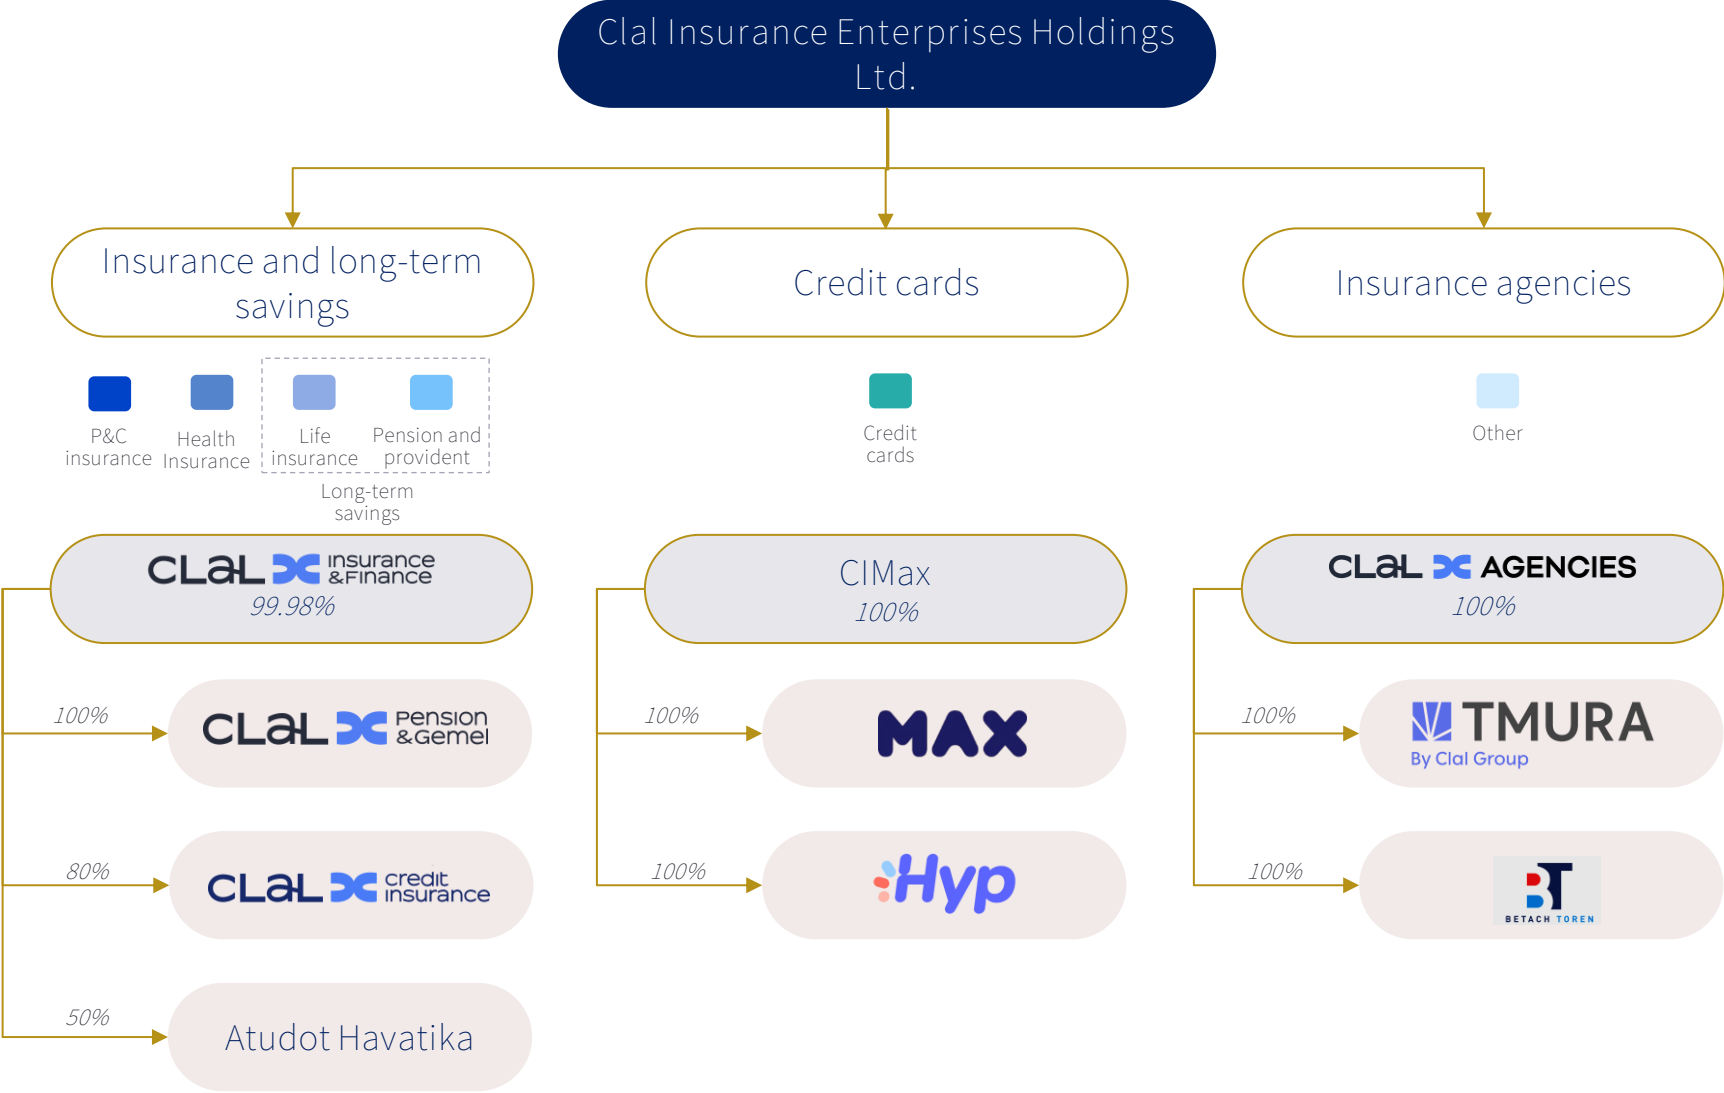 Clal Insurance Enterprises Holdings
Ltd.
Insurance and long-term
savings
Credit cards
Insurance agencies
P&C
insurance
Health
Insurance
Life
insurance
Pension and
provident
Long-term
savings
Credit
cards
Other
CLAL insurance
&Finance
99.98%
CIMax
100%
CLAL AGENCIES
100%
100%
CLAL Pension
&Gemel
100%
MAX
100%
TMURA
By Clal Group
80%
CLAL credit
insurance
100%
Hyp
100%
BT
BETACH TOREN
50%
Atudot Havatika